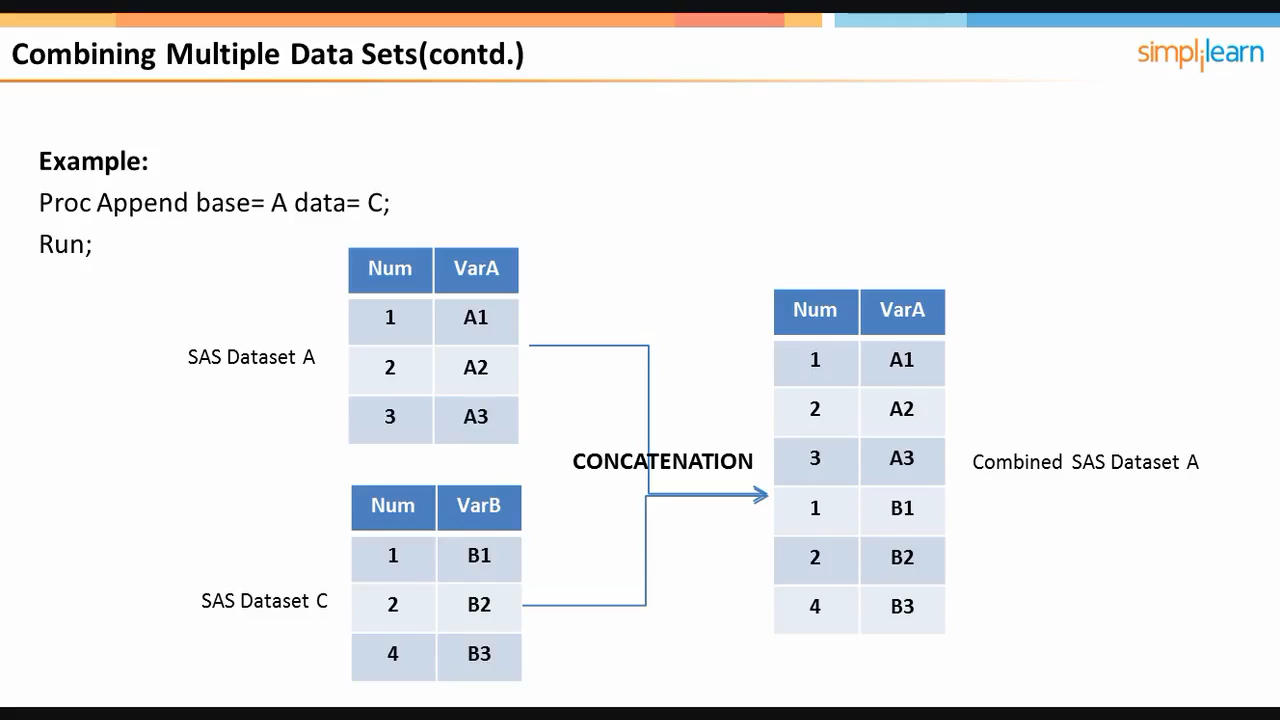 Combining Multiple Data Sets(contd.)
simplilearn
Example:
Proc Append base= A data= C;
Run;
SAS Dataset A
Num VarA
1 A1
2 A2
3 A3
SAS Dataset C
Num VarB
1 B1
2 B2
4 B3
CONCATENATION
Num VarA
1 A1
2 A2
3 A3
1 B1
2 B2
4 B3
Combined SAS Dataset A